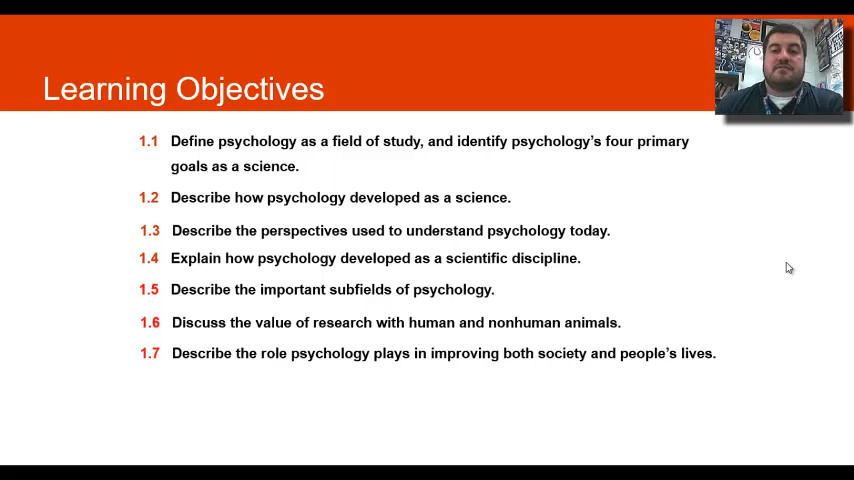 Learning Objectives
1.1 Define psychology as a field of study, and identify psychology's four primary
goals as a science.
1.2 Describe how psychology developed as a science.
1.3 Describe the perspectives used to understand psychology today.
1.4 Explain how psychology developed as a scientific discipline.
1.5 Describe the important subfields of psychology.
1.6 Discuss the value of research with human and nonhuman animals.
1.7 Describe the role psychology plays in improving both society and people's lives.